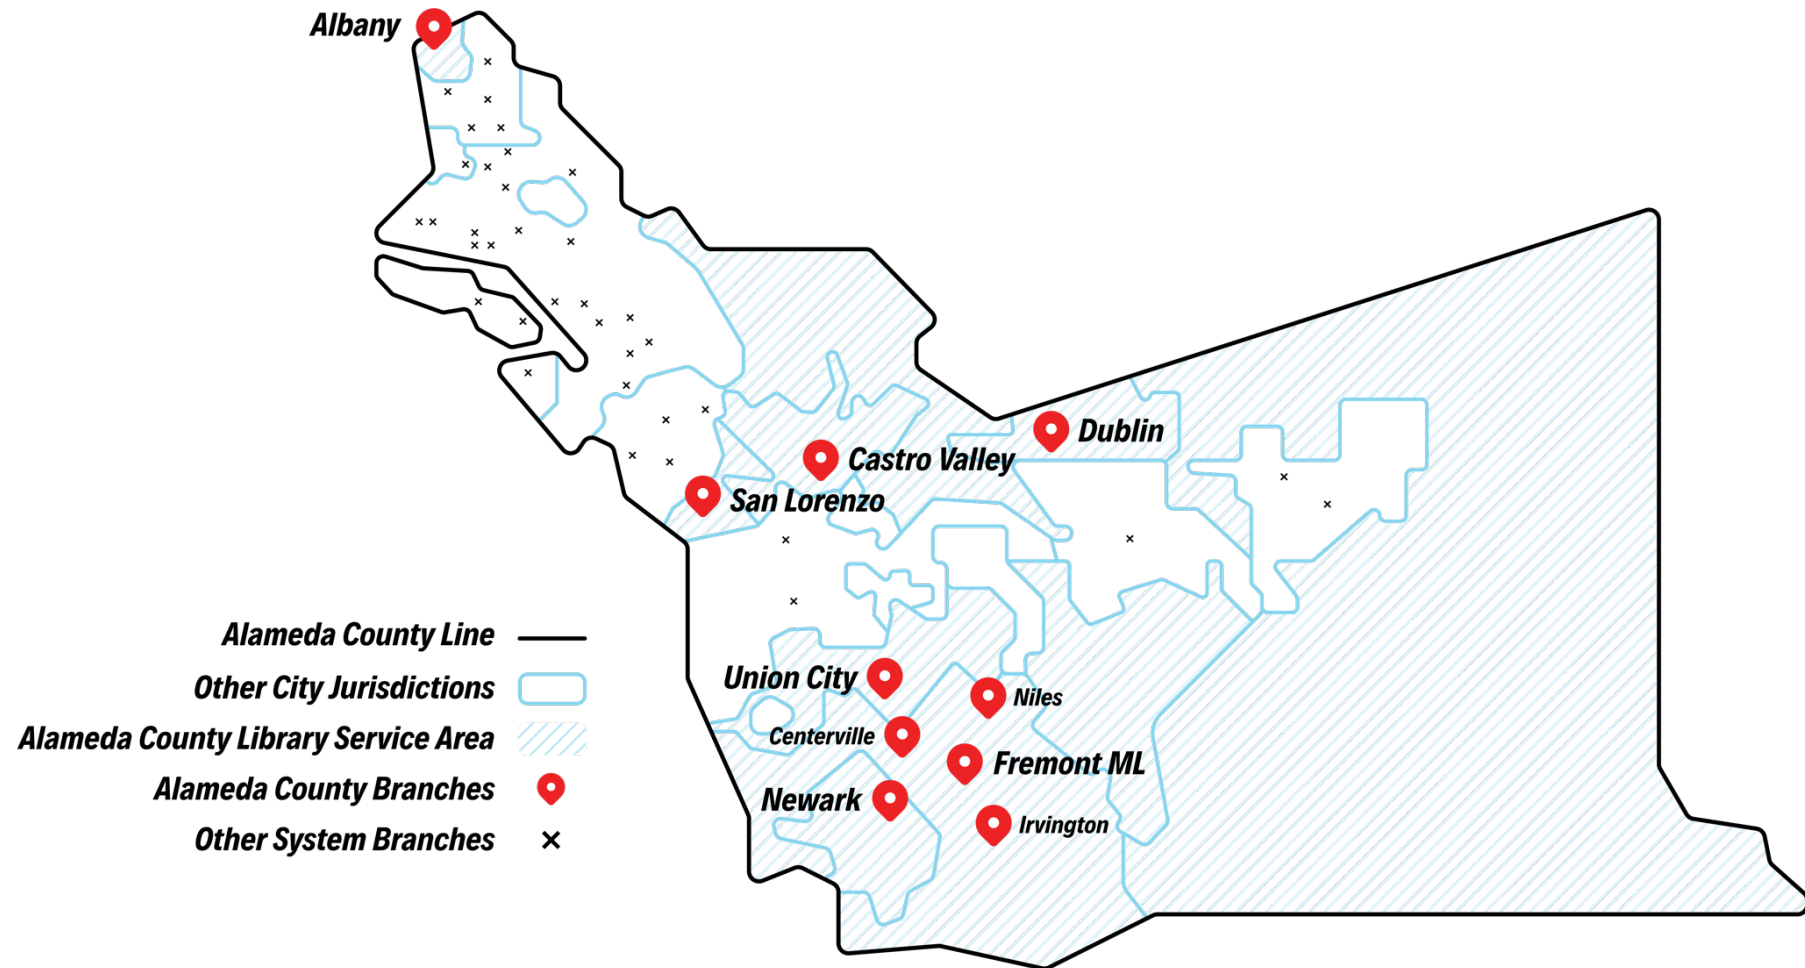 Albany
Dublin
Castro Valley
San Lorenzo
Union City
Niles
Centerville
Fremont ML
Newark
Irvington
Alameda County Line
Other City Jurisdictions
Alameda County Library Service Area
Alameda County Branches
Other System Branches